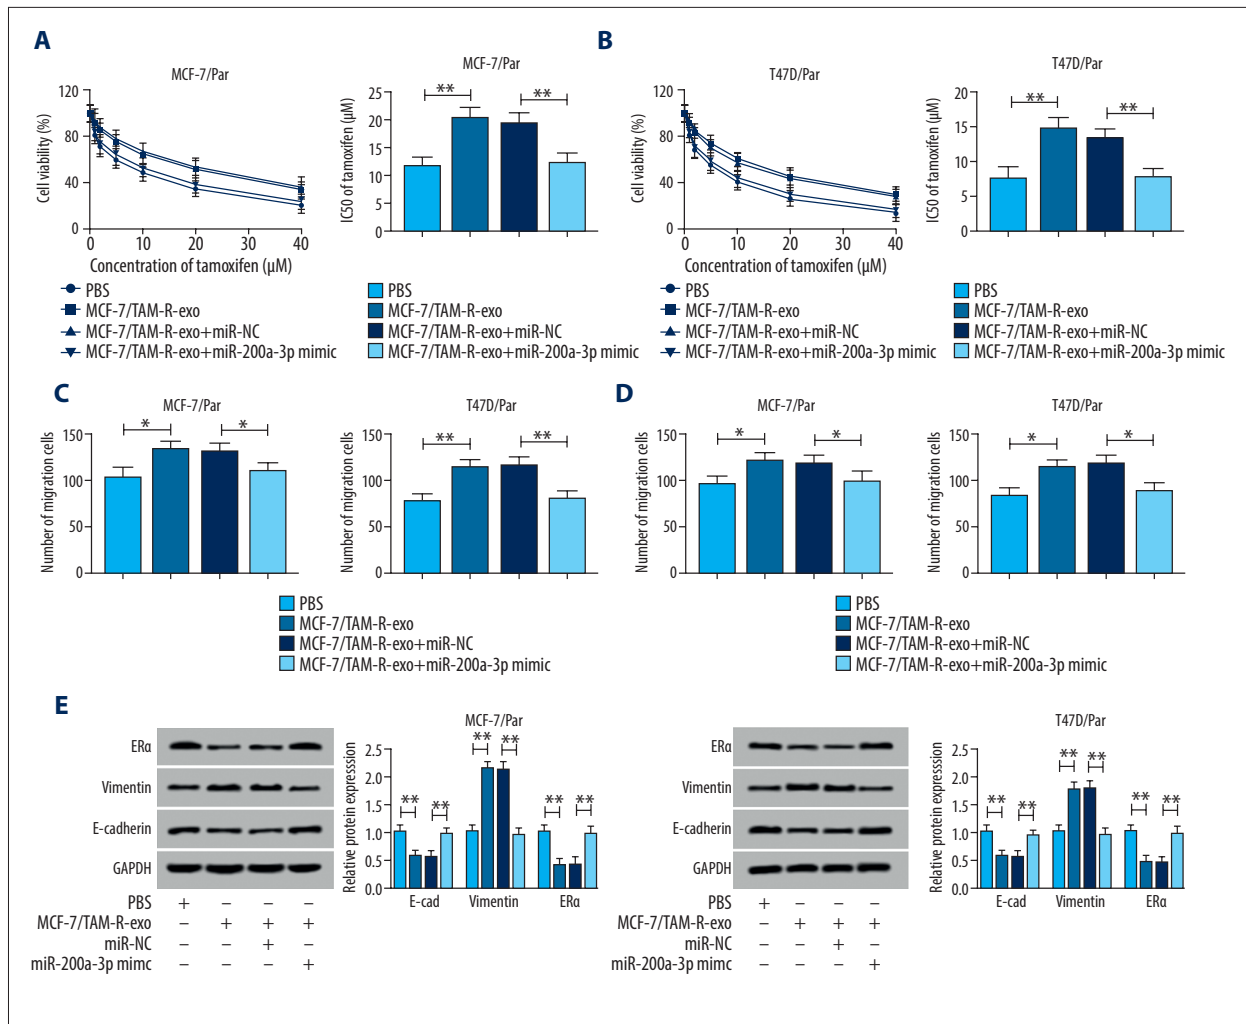 A
MCF-7/Par
Cell viability (%)
120
80
40
0
0 10 20 30 40
Concentration of tamoxifen (μM)
PBS
MCF-7/TAM-R-exo
MCF-7/TAM-R-exo+miR-NC
MCF-7/TAM-R-exo+miR-200a-3p mimic
MCF-7/Par
IC50 of tamoxifen (μM)
25
20
15
10
5
0
** **
PBS
MCF-7/TAM-R-exo
MCF-7/TAM-R-exo+miR-NC
MCF-7/TAM-R-exo+miR-200a-3p mimic
B
T47D/Par
Cell viability (%)
120
80
40
0
0 10 20 30 40
Concentration of tamoxifen (μM)
PBS
MCF-7/TAM-R-exo
MCF-7/TAM-R-exo+miR-NC
MCF-7/TAM-R-exo+miR-200a-3p mimic
T47D/Par
IC50 of tamoxifen (μM)
20
15
10
5
0
** **
PBS
MCF-7/TAM-R-exo
MCF-7/TAM-R-exo+miR-NC
MCF-7/TAM-R-exo+miR-200a-3p mimic
C
MCF-7/Par
Number of migration cells
150
100
50
0
* *
T47D/Par
Number of migration cells
150
100
50
0
** **
PBS
MCF-7/TAM-R-exo
MCF-7/TAM-R-exo+miR-NC
MCF-7/TAM-R-exo+miR-200a-3p mimic
D
MCF-7/Par
Number of migration cells
150
100
50
0
* *
T47D/Par
Number of migration cells
150
100
50
0
* *
PBS
MCF-7/TAM-R-exo
MCF-7/TAM-R-exo+miR-NC
MCF-7/TAM-R-exo+miR-200a-3p mimic
E
ERα
Vimentin
E-cadherin
GAPDH
PBS + – – –
MCF-7/TAM-R-exo – + + +
miR-NC – – + –
miR-200a-3p mimc – – – +
MCF-7/Par
Relative protein expresssion
2.5
2.0
1.5
1.0
0.5
0.0
** ** ** ** ** **
E-cad Vimentin ERα
ERα
Vimentin
E-cadherin
GAPDH
PBS + – – –
MCF-7/TAM-R-exo – + + +
miR-NC – – + –
miR-200a-3p mimc – – – +
T47D/Par
Relative protein expresssion
2.5
2.0
1.5
1.0
0.5
0.0
** ** ** ** ** **
E-cad Vimentin ERα